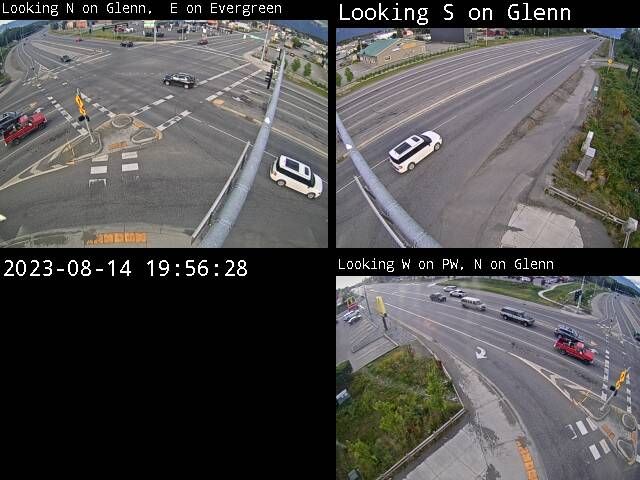 Looking N on Glenn,  E on Evergreen
Looking S on Glenn
2023-08-14 19:56:28
Looking W on PW, N on Glenn